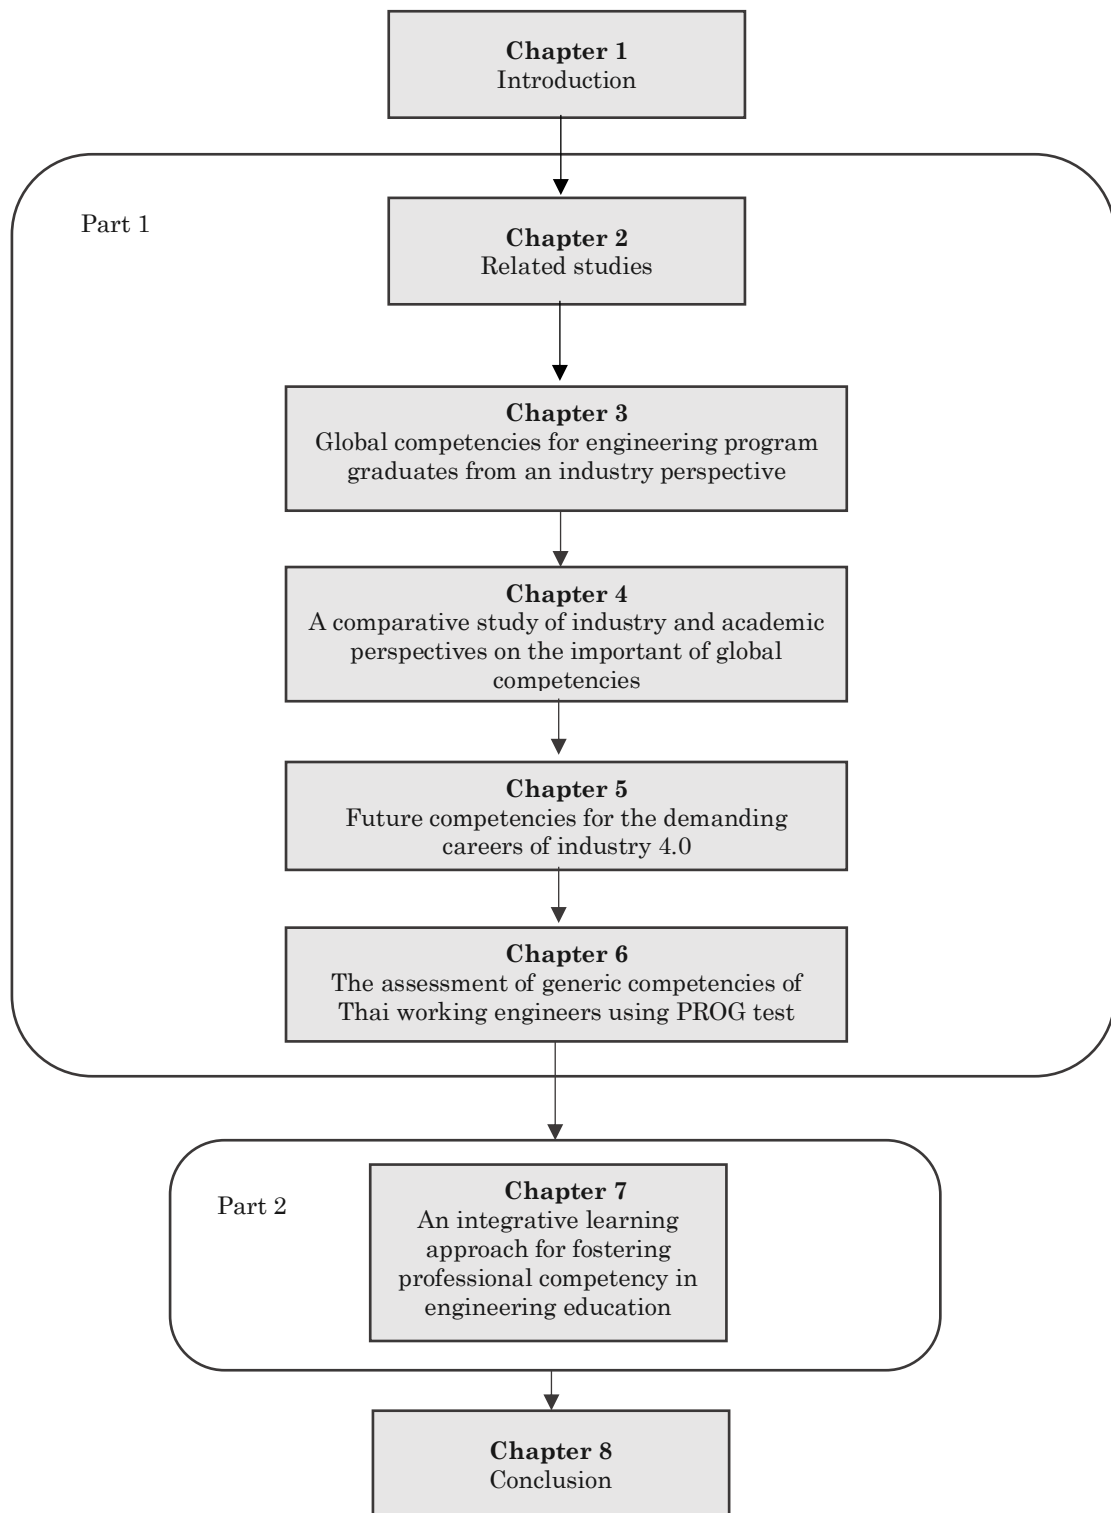 Chapter 1
Introduction
Part 1
Chapter 2
Related studies
Chapter 3
Global competencies for engineering program
graduates from an industry perspective
Chapter 4
A comparative study of industry and academic
perspectives on the important of global
competencies
Chapter 5
Future competencies for the demanding
careers of industry 4.0
Chapter 6
The assessment of generic competencies of
Thai working engineers using PROG test
Part 2
Chapter 7
An integrative learning
approach for fostering
professional competency in
engineering education
Chapter 8
Conclusion